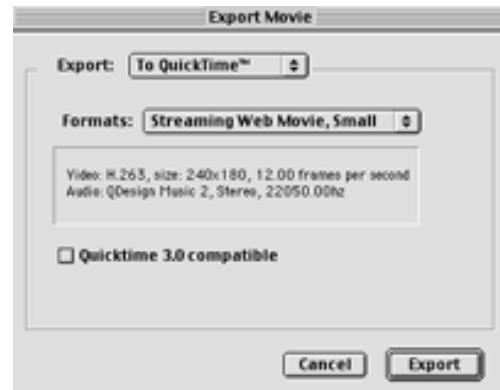 Export Movie
Export: To QuickTime™
Formats: Streaming Web Movie, Small
Video: H.263, size: 240x180, 12.00 frames per second
Audio: QDesign Music 2, Stereo, 22050.00hz
Quicktime 3.0 compatible
Cancel Export